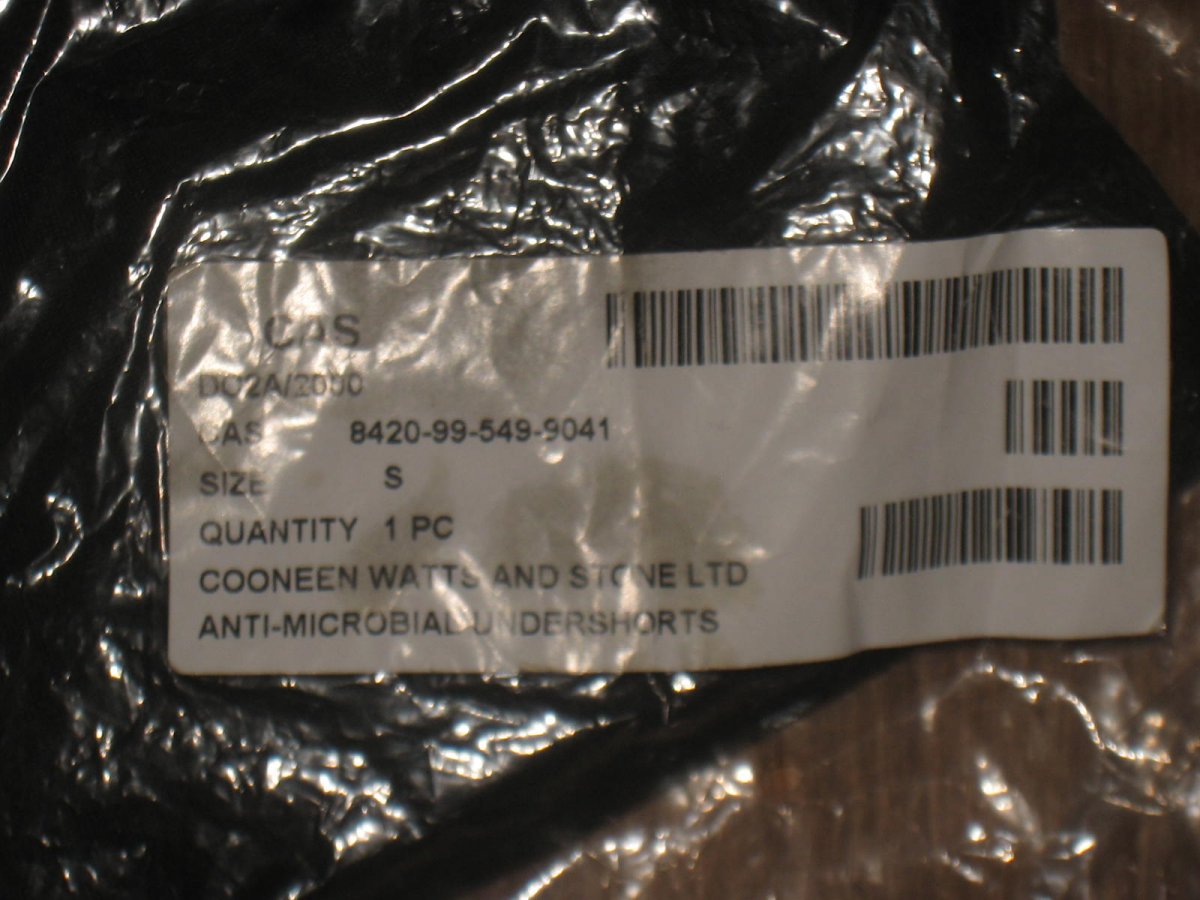 CAS
DC2A/2000
CAS 8420-99-549-9041
SIZE S
QUANTITY 1 PC
COONEEN WATTS AND STONE LTD
ANTI-MICROBIAL UNDERSHORTS